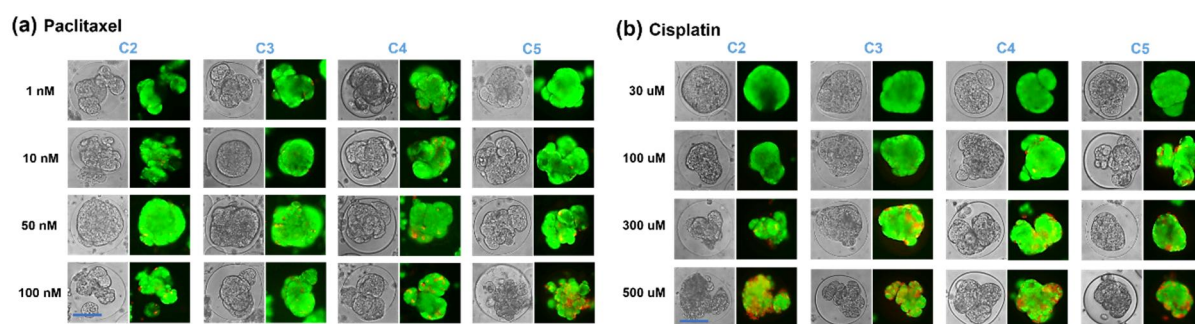 (a) Paclitaxel
C2 C3 C4 C5
1 nM
10 nM
50 nM
100 nM
(b) Cisplatin
C2 C3 C4 C5
30 uM
100 uM
300 uM
500 uM